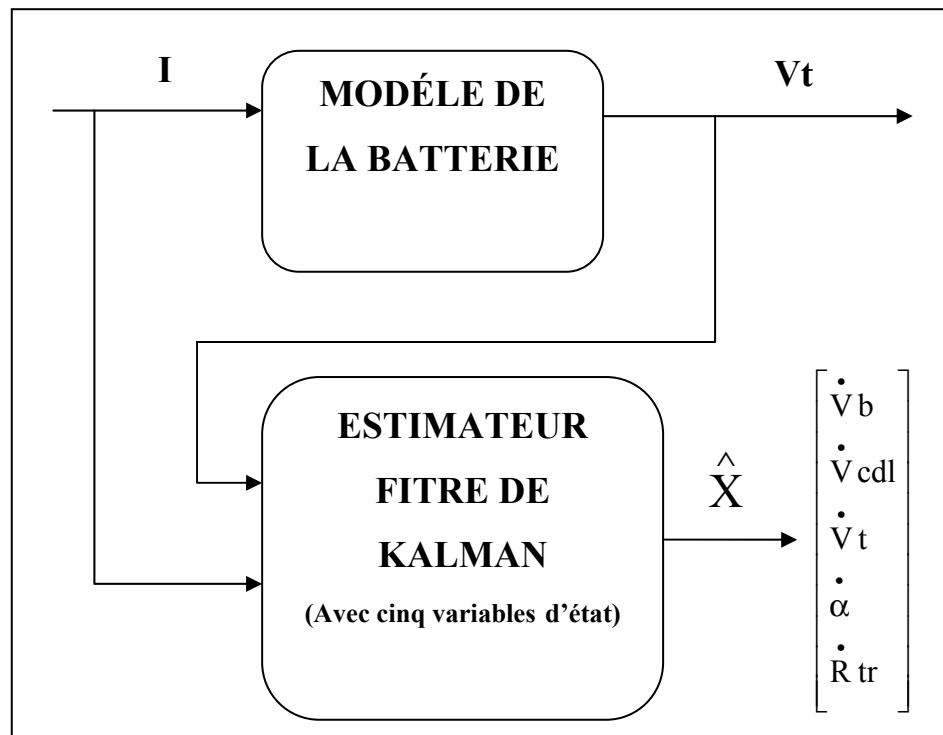 I
MODÉLE DE
LA BATTERIE
Vt
ESTIMATEUR
FITRE DE
KALMAN
(Avec cinq variables d'état)
X̂
V̇b
V̇cdl
V̇t
α̇
Ṙtr